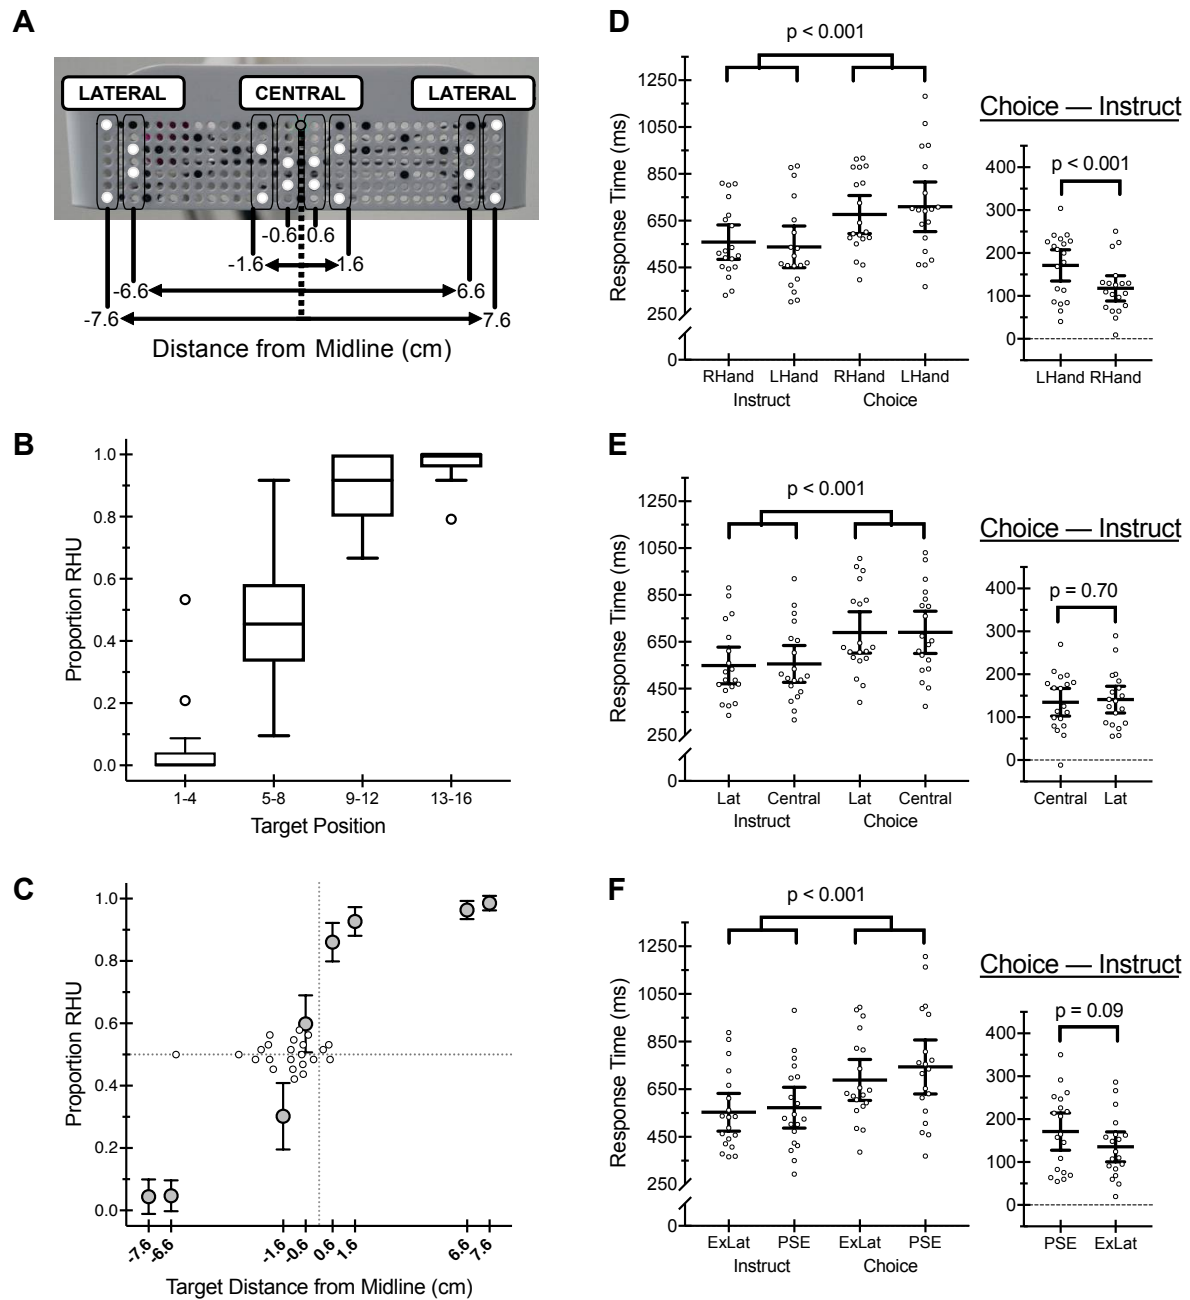 A
LATERAL CENTRAL LATERAL
-0.6 0.6
-1.6 1.6
-6.6 6.6
-7.6 7.6
Distance from Midline (cm)
B
Proportion RHU
1.0
0.8
0.6
0.4
0.2
0.0
1-4 5-8 9-12 13-16
Target Position
C
Proportion RHU
1.0
0.8
0.6
0.4
0.2
0.0
-7.6 -6.6 -1.6 -0.6 0.6 1.6 6.6 7.6
Target Distance from Midline (cm)
D
p < 0.001
Response Time (ms)
1250
1050
850
650
450
250
0
RHand LHand RHand LHand
Instruct Choice
Choice — Instruct
p < 0.001
400
300
200
100
0
LHand RHand
E
p < 0.001
Response Time (ms)
1250
1050
850
650
450
250
0
Lat Central Lat Central
Instruct Choice
Choice — Instruct
p = 0.70
400
300
200
100
0
Central Lat
F
p < 0.001
Response Time (ms)
1250
1050
850
650
450
250
0
ExLat PSE ExLat PSE
Instruct Choice
Choice — Instruct
p = 0.09
400
300
200
100
0
PSE ExLat